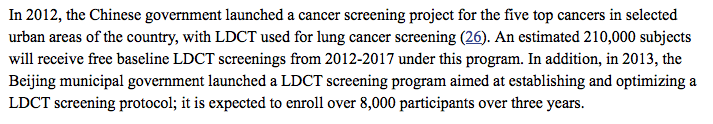 In 2012, the Chinese government launched a cancer screening project for the five top cancers in selected
urban areas of the country, with LDCT used for lung cancer screening (26). An estimated 210,000 subjects
will receive free baseline LDCT screenings from 2012-2017 under this program. In addition, in 2013, the
Beijing municipal government launched a LDCT screening program aimed at establishing and optimizing a
LDCT screening protocol; it is expected to enroll over 8,000 participants over three years.